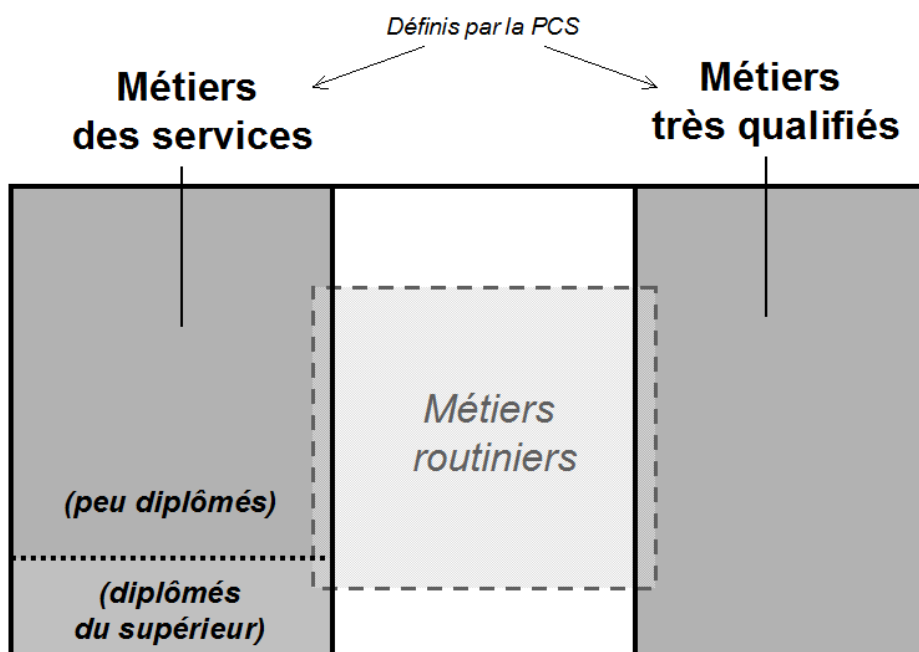 Définis par la PCS
Métiers
des services
Métiers
très qualifiés
Métiers
routiniers
(peu diplômés)
(diplômés
du supérieur)